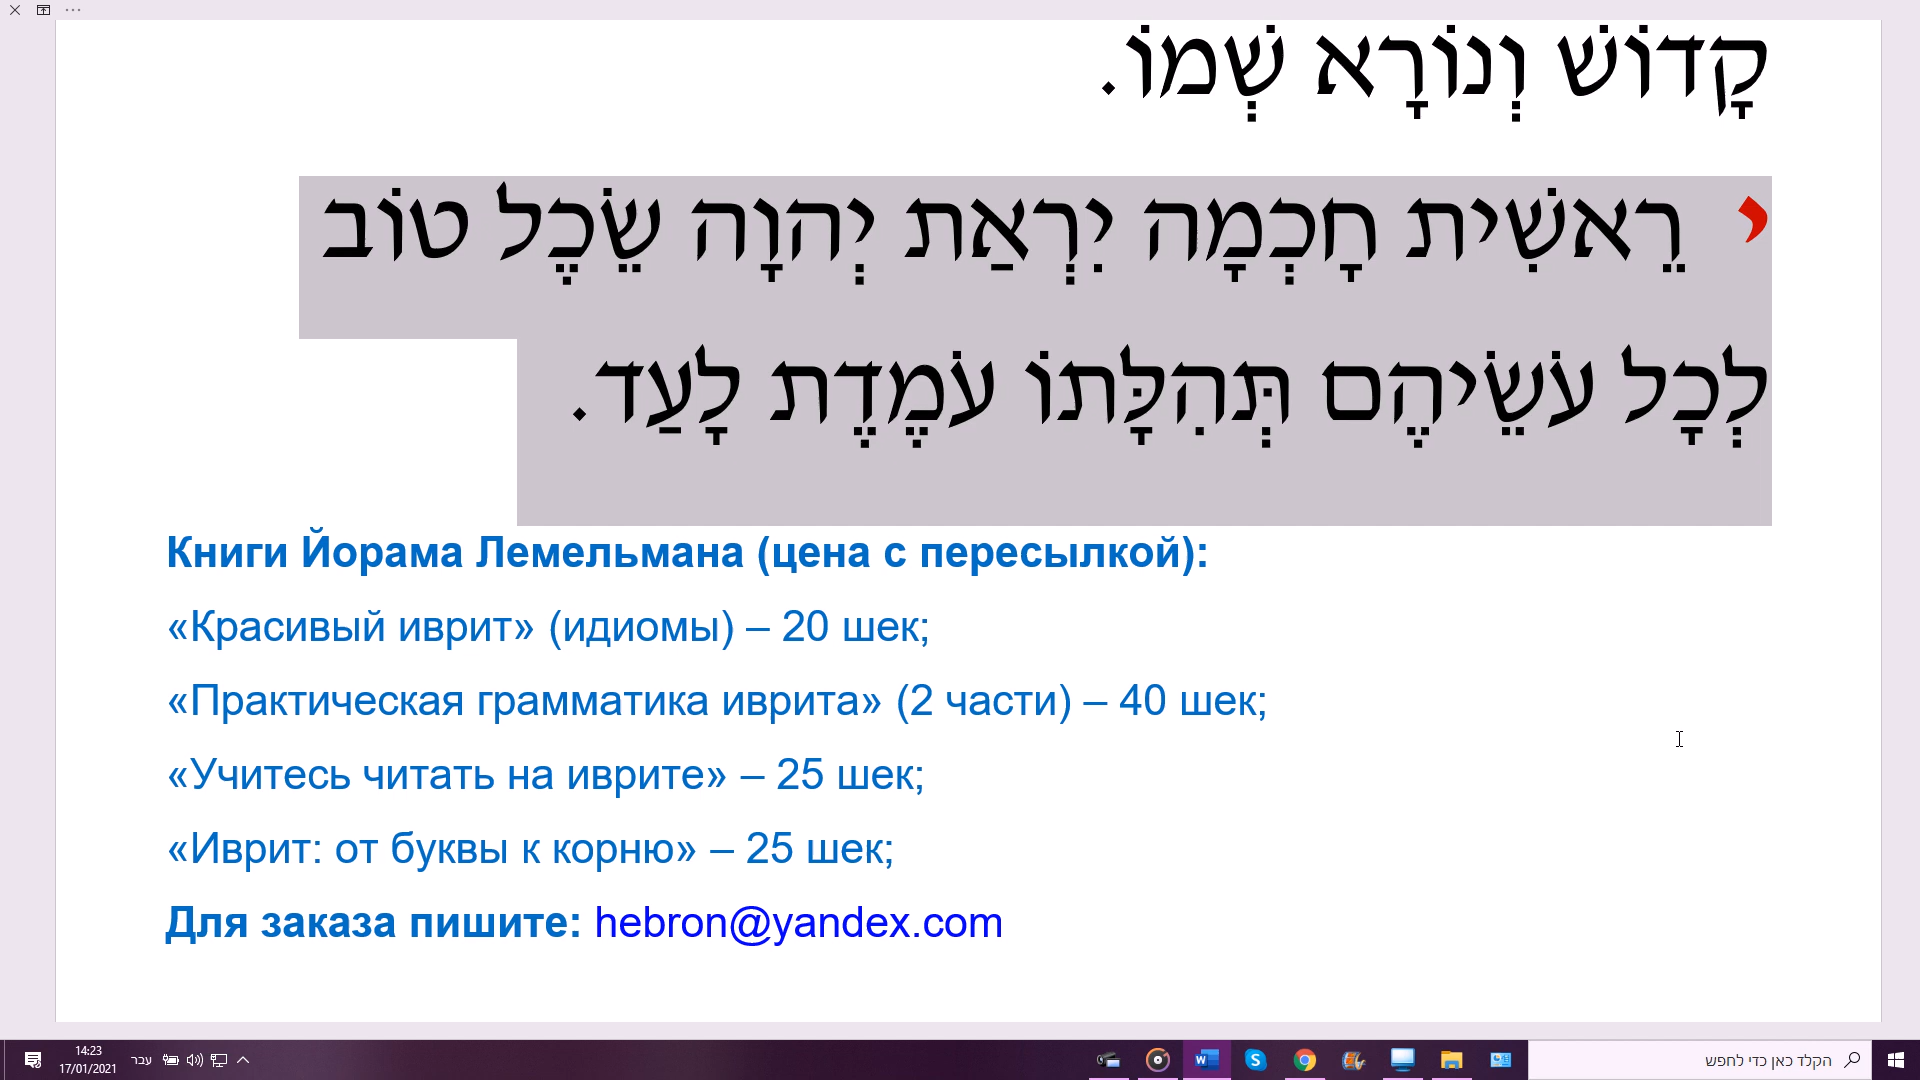 קָדוֹשׁ וְנוֹרָא שְׁמוֹ.
י רֵאשִׁית חָכְמָה יִרְאַת יְהוָה שֵׂכֶל טוֹב
לְכָל עֹשֵׂיהֶם תְּהִלָּתוֹ עֹמֶדֶת לָעַד.
Книги Йорама Лемельмана (цена с пересылкой):
«Красивый иврит» (идиомы) – 20 шек;
«Практическая грамматика иврита» (2 части) – 40 шек;
«Учитесь читать на иврите» – 25 шек;
«Иврит: от буквы к корню» – 25 шек;
Для заказа пишите: hebron@yandex.com
14:23
17/01/2021
עבר
הקלד כאן כדי לחפש